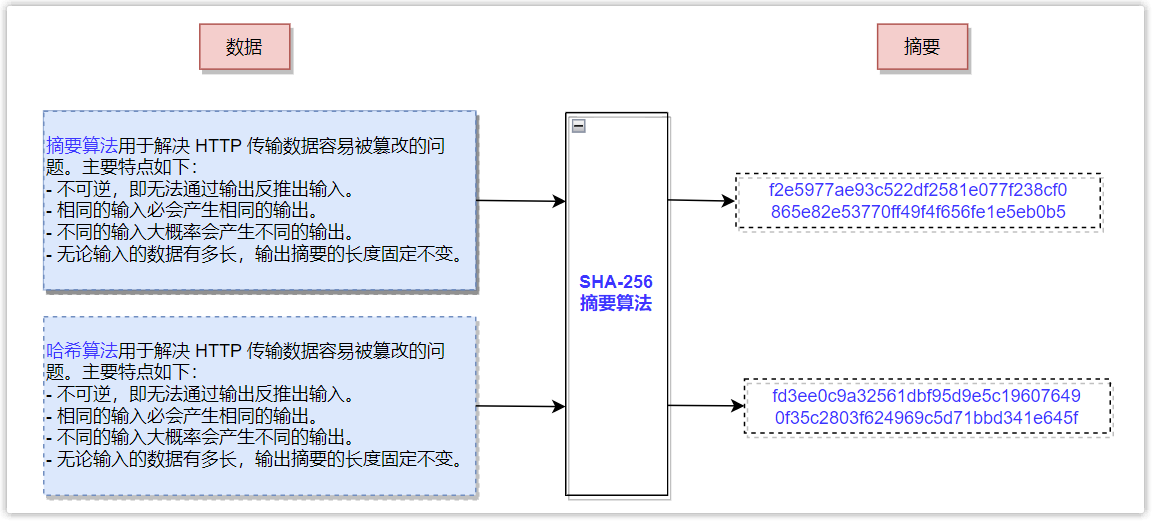 数据
摘要
摘要算法用于解决 HTTP 传输数据容易被篡改的问
题。主要特点如下：
- 不可逆，即无法通过输出反推出输入。
- 相同的输入必会产生相同的输出。
- 不同的输入大概率会产生不同的输出。
- 无论输入的数据有多长，输出摘要的长度固定不变。
f2e5977ae93c522df2581e077f238cf0
865e82e53770ff49f4f656fe1e5eb0b5
SHA-256
摘要算法
哈希算法用于解决 HTTP 传输数据容易被篡改的问
题。主要特点如下：
- 不可逆，即无法通过输出反推出输入。
- 相同的输入必会产生相同的输出。
- 不同的输入大概率会产生不同的输出。
- 无论输入的数据有多长，输出摘要的长度固定不变。
fd3ee0c9a32561dbf95d9e5c19607649
0f35c2803f624969c5d71bbd341e645f